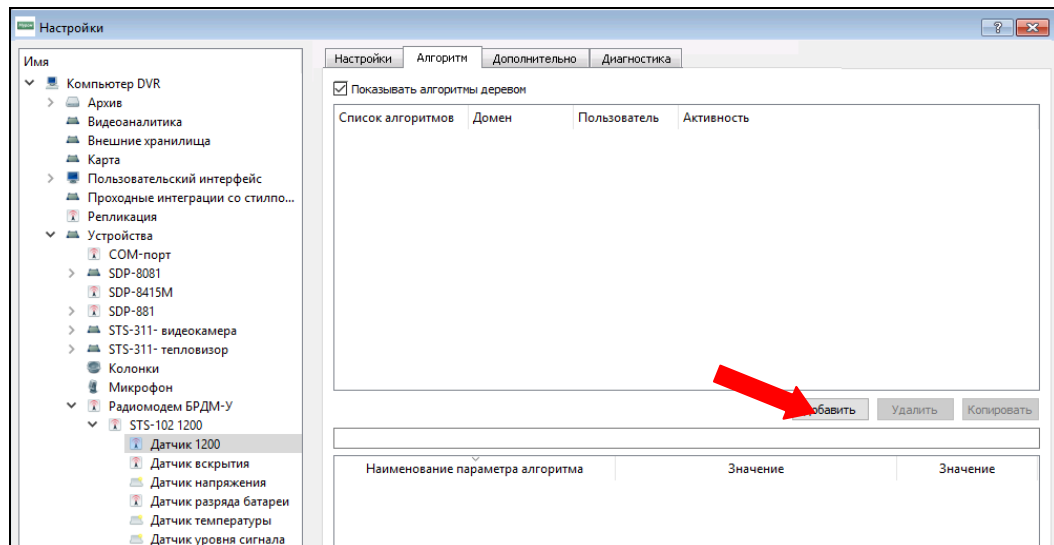 Настройки
Имя
Компьютер DVR
Архив
Видеоаналитика
Внешние хранилища
Карта
Пользовательский интерфейс
Проходные интеграции со стилпо...
Репликация
Устройства
COM-порт
SDP-8081
SDP-8415M
SDP-881
STS-311- видеокамера
STS-311- тепловизор
Колонки
Микрофон
Радиомодем БРДМ-У
STS-102 1200
Датчик 1200
Датчик вскрытия
Датчик напряжения
Датчик разряда батареи
Датчик температуры
Датчик уровня сигнала
Настройки Алгоритм Дополнительно Диагностика
Показывать алгоритмы деревом
Список алгоритмов Домен Пользователь Активность
Добавить Удалить Копировать
Наименование параметра алгоритма Значение Значение